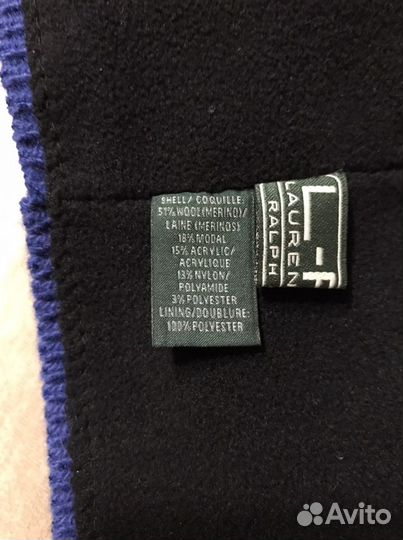 SHELL/ COQUILLE:
51% WOOL(MERINO)/
LAINE (MERINOS)
18% MODAL
15% ACRYLIC/
ACRYLIQUE
13% NYLON/
POLYAMIDE
3% POLYESTER
LINING/DOUBLURE:
100% POLYESTER
LAUREN
RALPH
Avito